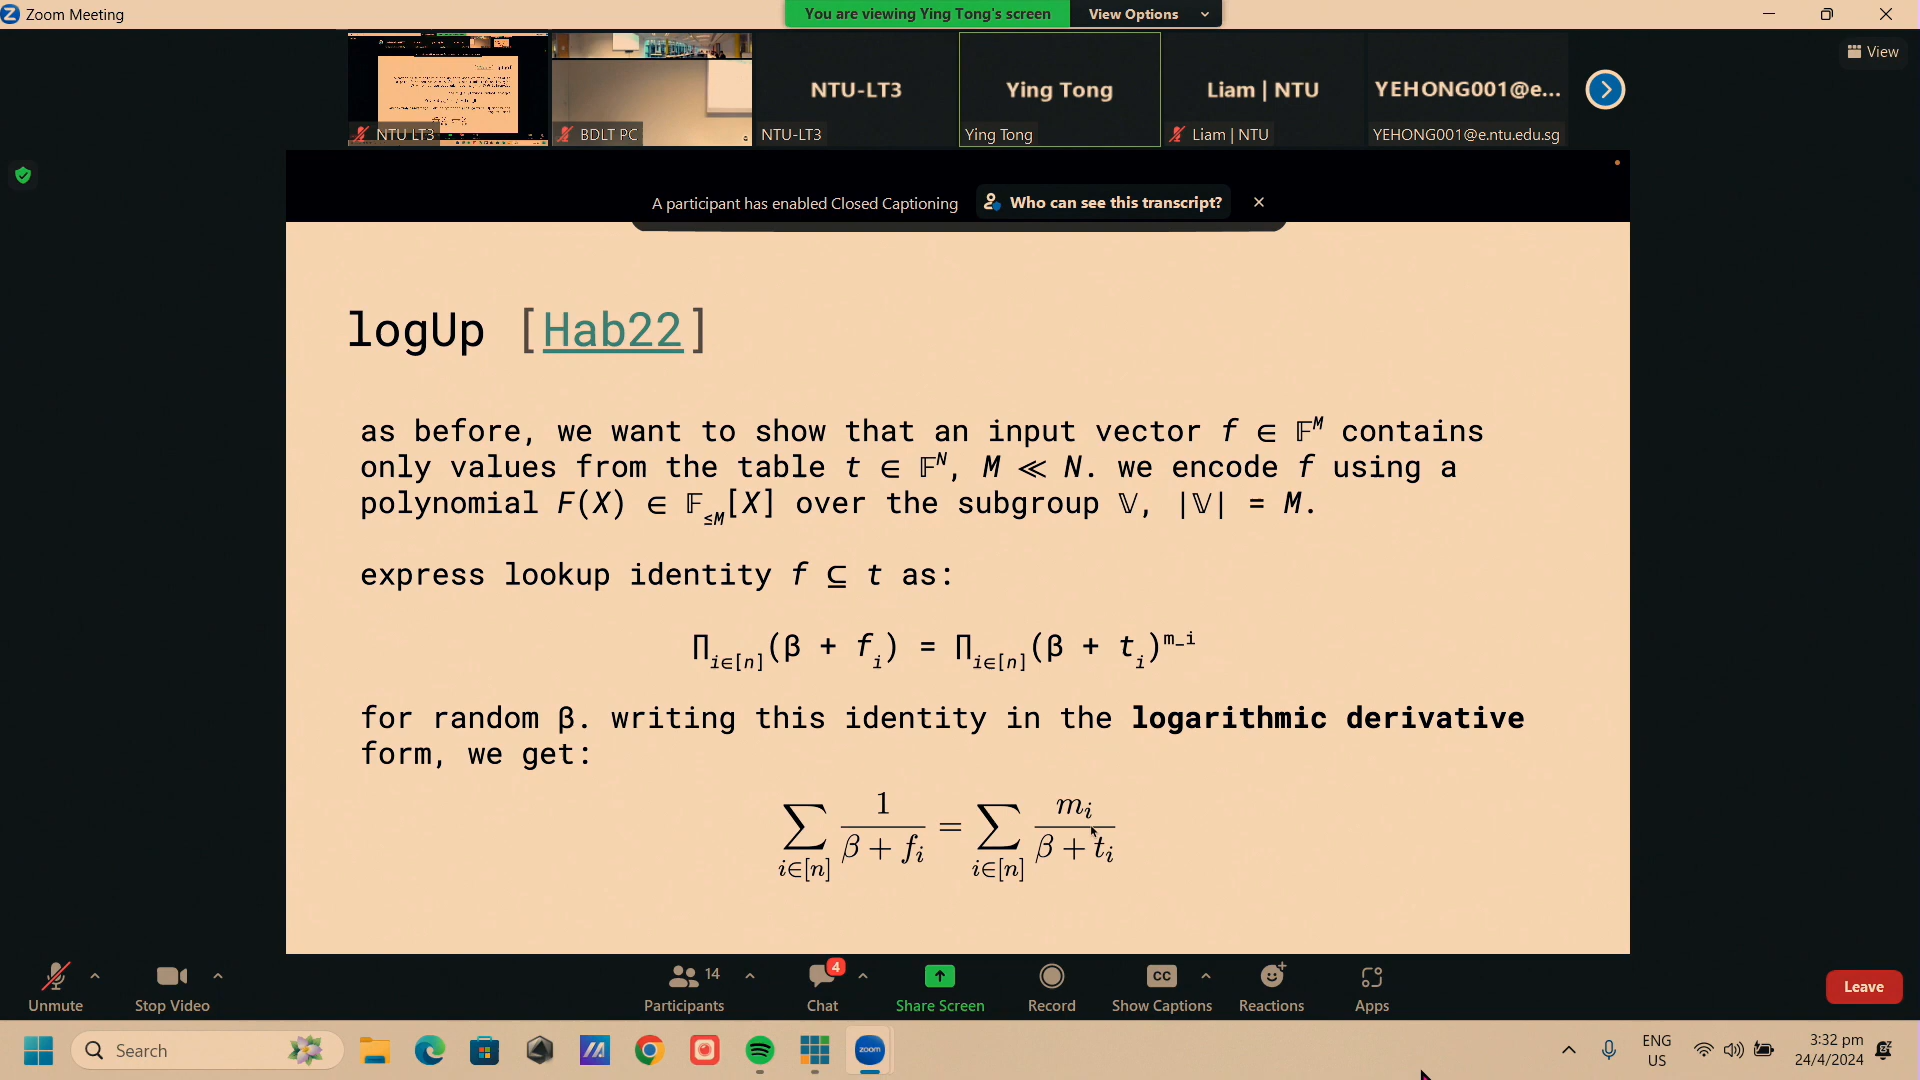 Zoom Meeting
You are viewing Ying Tong's screen
View Options
View
NTU LT3
BDLT PC
NTU-LT3
NTU-LT3
Ying Tong
Ying Tong
Liam | NTU
Liam | NTU
YEHONG001@e...
YEHONG001@e.ntu.edu.sg
A participant has enabled Closed Captioning
Who can see this transcript?
logUp [Hab22]
as before, we want to show that an input vector f ∈ 𝔽^M contains
only values from the table t ∈ 𝔽^N, M ≪ N. we encode f using a
polynomial F(X) ∈ 𝔽_≤M[X] over the subgroup 𝕍, |𝕍| = M.
express lookup identity f ⊆ t as:
∏_i∈[n](β + f_i) = ∏_i∈[n](β + t_i)^m_i
for random β. writing this identity in the logarithmic derivative
form, we get:
∑_{i∈[n]} 1/(β + f_i) = ∑_{i∈[n]} m_i/(β + t_i)
Unmute
Stop Video
14
Participants
4
Chat
Share Screen
Record
CC
Show Captions
Reactions
Apps
Leave
Search
zoom
ENG
US
3:32 pm
24/4/2024